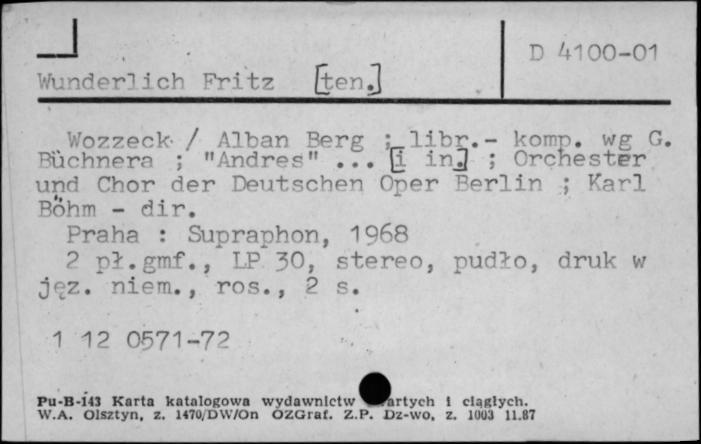 D 4100-01
Wunderlich Fritz [ten.]
Wozzeck / Alban Berg ; libr.- komp. wg G.
Büchnera ; "Andres" ... [i in.] ; Orchester
und Chor der Deutschen Oper Berlin ; Karl
Böhm - dir.
Praha : Supraphon, 1968
2 pł.gmf., LP 30, stereo, pudło, druk w
jęz. niem., ros., 2 s.
1 12 0571-72
Pu-B-143 Karta katalogowa wydawnictw artych i ciągłych.
W.A. Olsztyn, z. 1470/DW/On OZGraf. Z.P. Dz-wo, z. 1003 11.87